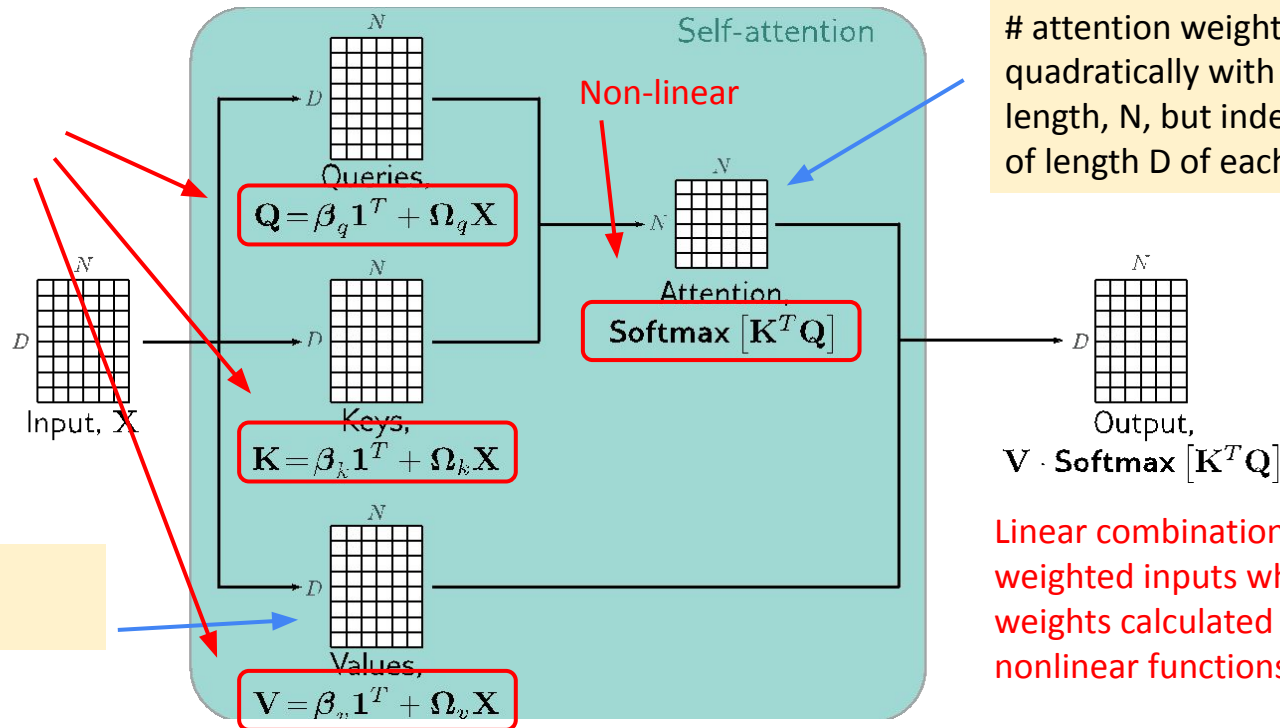 Self-attention
N
D
Queries,
Q = β_q 1^T + Ω_q X
Non-linear
# attention weight
quadratically with
length, N, but inde
of length D of each
N
N
Attention,
Softmax [K^T Q]
N
D
Input, X
N
D
Keys,
K = β_k 1^T + Ω_k X
N
D
Output,
V · Softmax [K^T Q]
Linear combination
weighted inputs wh
weights calculated
nonlinear functions
N
D
Values,
V = β_v 1^T + Ω_v X